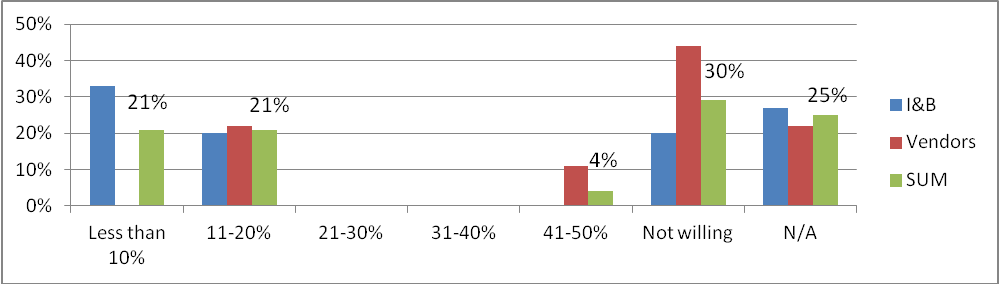 50%
40%
30%
20%
10%
0%
21%
21%
4%
30%
25%
Less than
10%
11-20%
21-30%
31-40%
41-50%
Not willing
N/A
I&B
Vendors
SUM